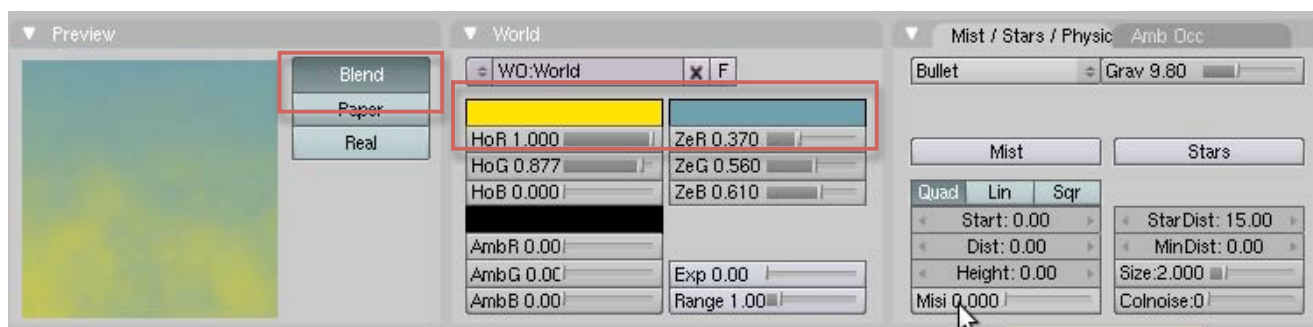 Preview
Blend
Paper
Real
World
WO:World
F
HoR 1.000
ZeR 0.370
HoG 0.877
ZeG 0.560
HoB 0.000
ZeB 0.610
AmbR 0.00
AmbG 0.00
Exp 0.00
AmbB 0.00
Range 1.00
Mist / Stars / Physic
Amb Occ
Bullet
Grav 9.80
Mist
Stars
Quad
Lin
Sqr
Start: 0.00
StarDist: 15.00
Dist: 0.00
MinDist: 0.00
Height: 0.00
Size:2.000
Misi 0.000
Colnoise:0